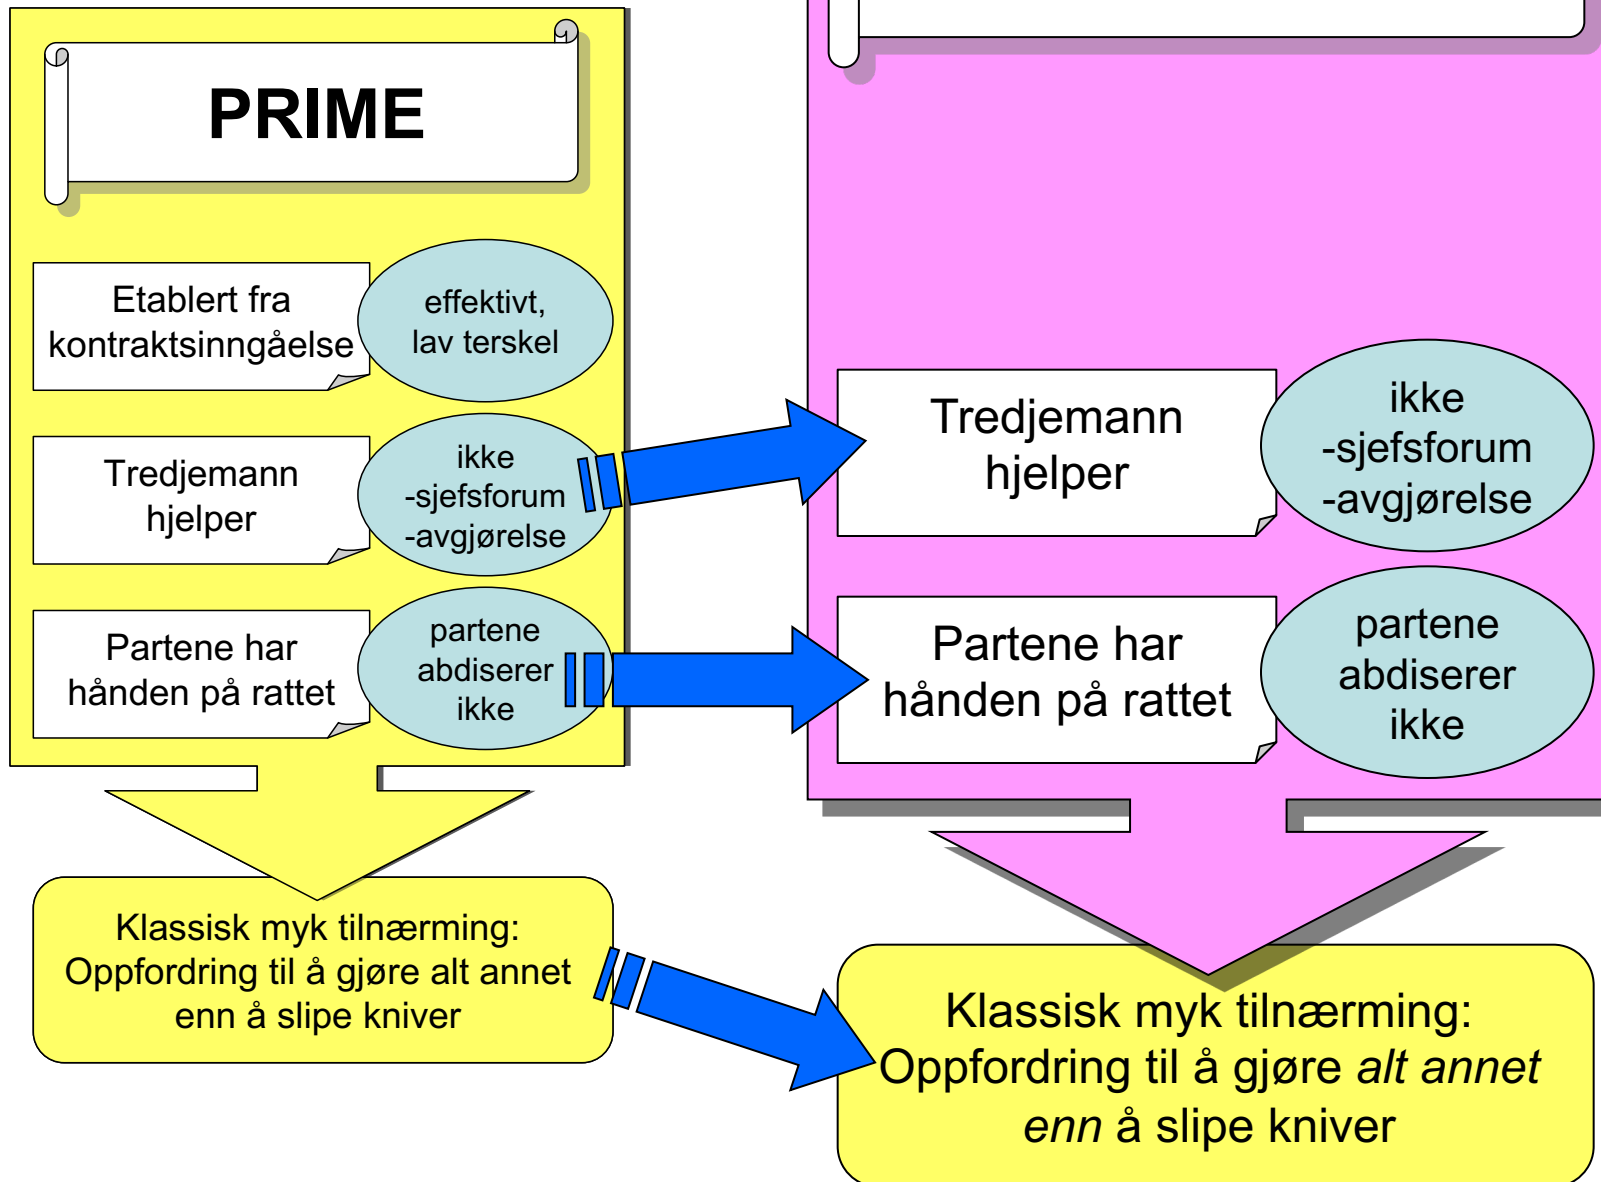 PRIME
Etablert fra
kontraktsinngåelse
effektivt,
lav terskel
Tredjemann
hjelper
ikke
-sjefsforum
-avgjørelse
Partene har
hånden på rattet
partene
abdiserer
ikke
Klassisk myk tilnærming:
Oppfordring til å gjøre alt annet
enn å slipe kniver
Tredjemann
hjelper
ikke
-sjefsforum
-avgjørelse
Partene har
hånden på rattet
partene
abdiserer
ikke
Klassisk myk tilnærming:
Oppfordring til å gjøre alt annet
enn å slipe kniver